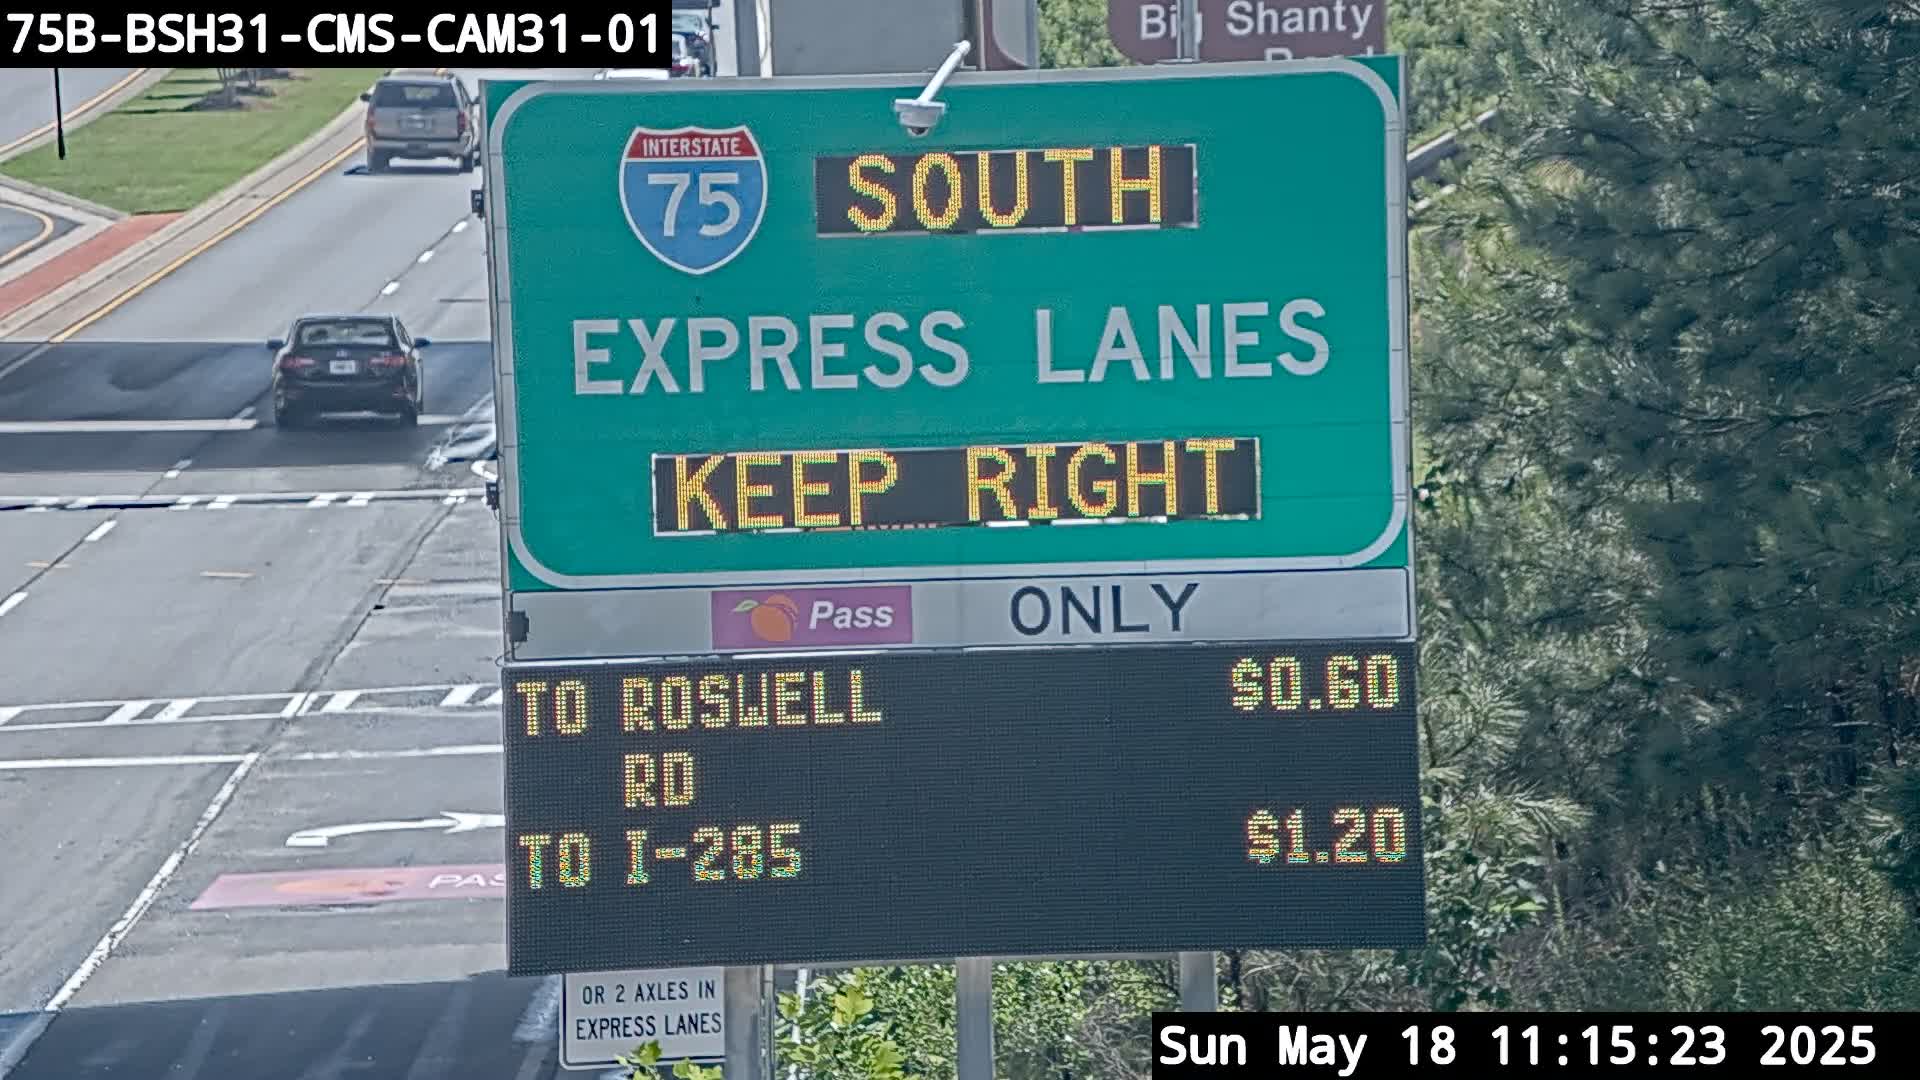 75B-BSH31-CMS-CAM31-01
Big Shanty
Road
INTERSTATE
75
SOUTH
EXPRESS LANES
KEEP RIGHT
Pass
ONLY
TO ROSWELL $0.60
RD
TO I-285 $1.20
PAS
OR 2 AXLES IN
EXPRESS LANES
Sun May 18 11:15:23 2025